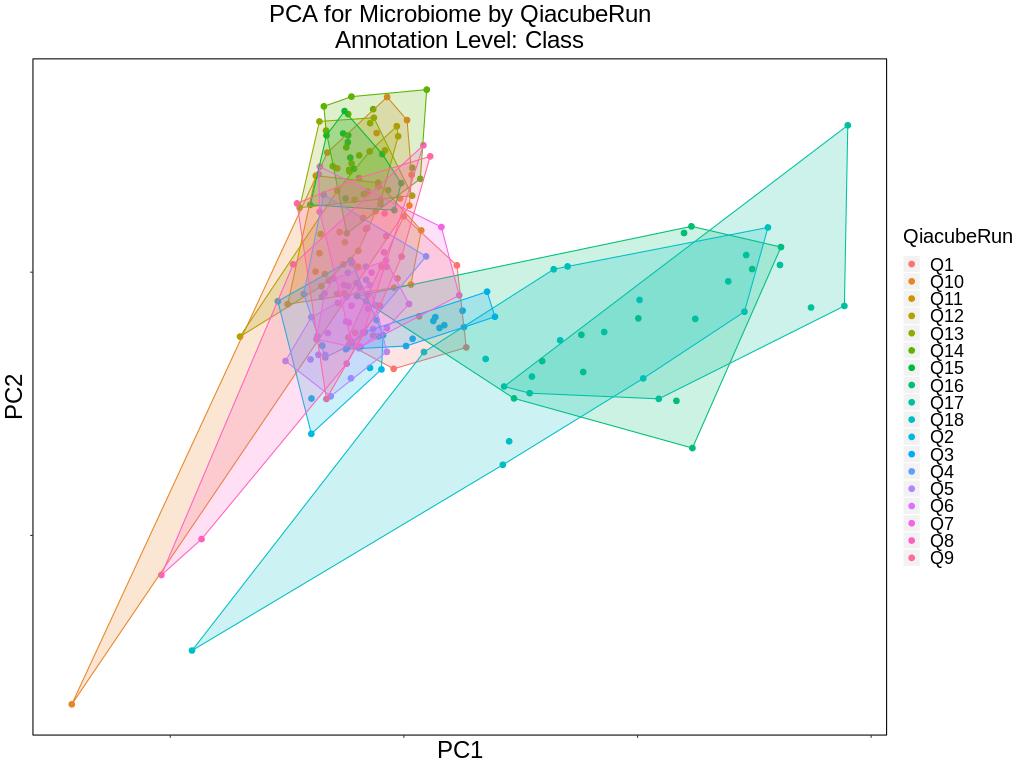 PCA for Microbiome by QiacubeRun
Annotation Level: Class
PC2
PC1
QiacubeRun
Q1
Q10
Q11
Q12
Q13
Q14
Q15
Q16
Q17
Q18
Q2
Q3
Q4
Q5
Q6
Q7
Q8
Q9